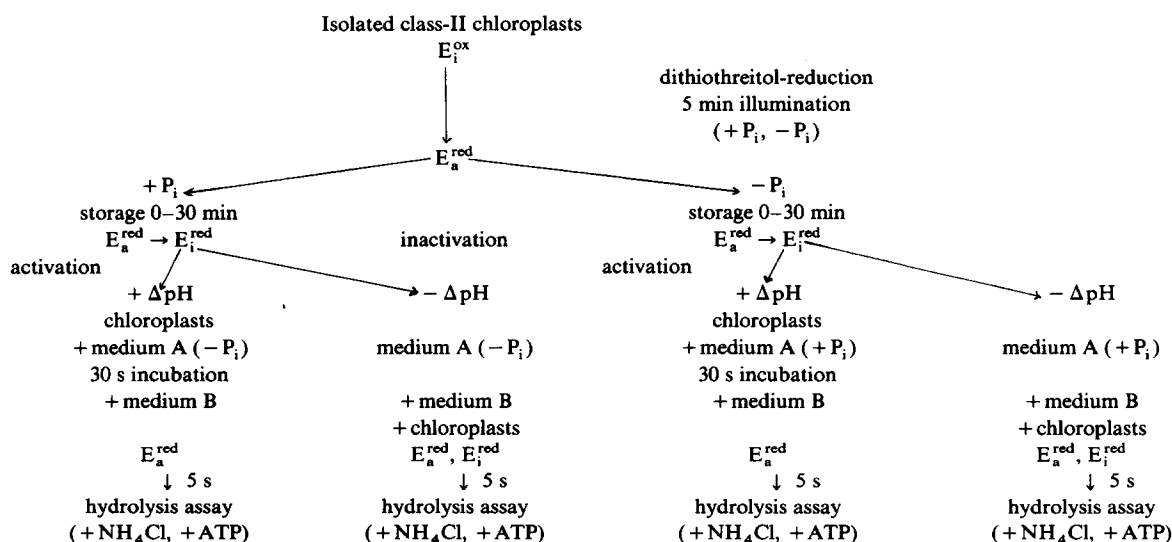 Isolated class-II chloroplasts
E_i^ox
dithiothreitol-reduction
5 min illumination
(+P_i, −P_i)
E_a^red
+P_i −P_i
storage 0–30 min storage 0–30 min
E_a^red → E_i^red inactivation E_a^red → E_i^red
activation activation
+ ΔpH − ΔpH + ΔpH − ΔpH
chloroplasts chloroplasts
+ medium A (−P_i) medium A (−P_i) + medium A (+P_i) medium A (+P_i)
30 s incubation 30 s incubation
+ medium B + medium B + medium B + medium B
+ chloroplasts + chloroplasts
E_a^red E_a^red, E_i^red E_a^red E_a^red, E_i^red
↓ 5 s ↓ 5 s ↓ 5 s ↓ 5 s
hydrolysis assay hydrolysis assay hydrolysis assay hydrolysis assay
(+NH₄Cl, +ATP) (+NH₄Cl, +ATP) (+NH₄Cl, +ATP) (+NH₄Cl, +ATP)